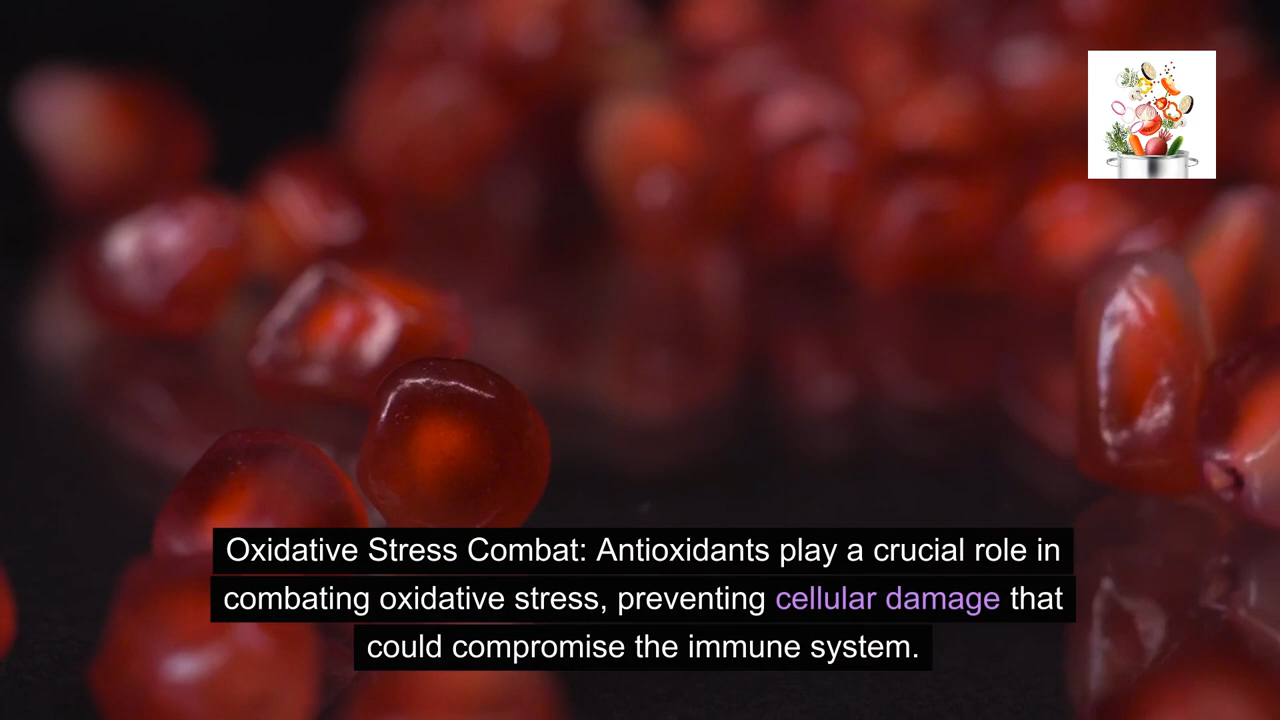 Oxidative Stress Combat: Antioxidants play a crucial role in
combating oxidative stress, preventing cellular damage that
could compromise the immune system.